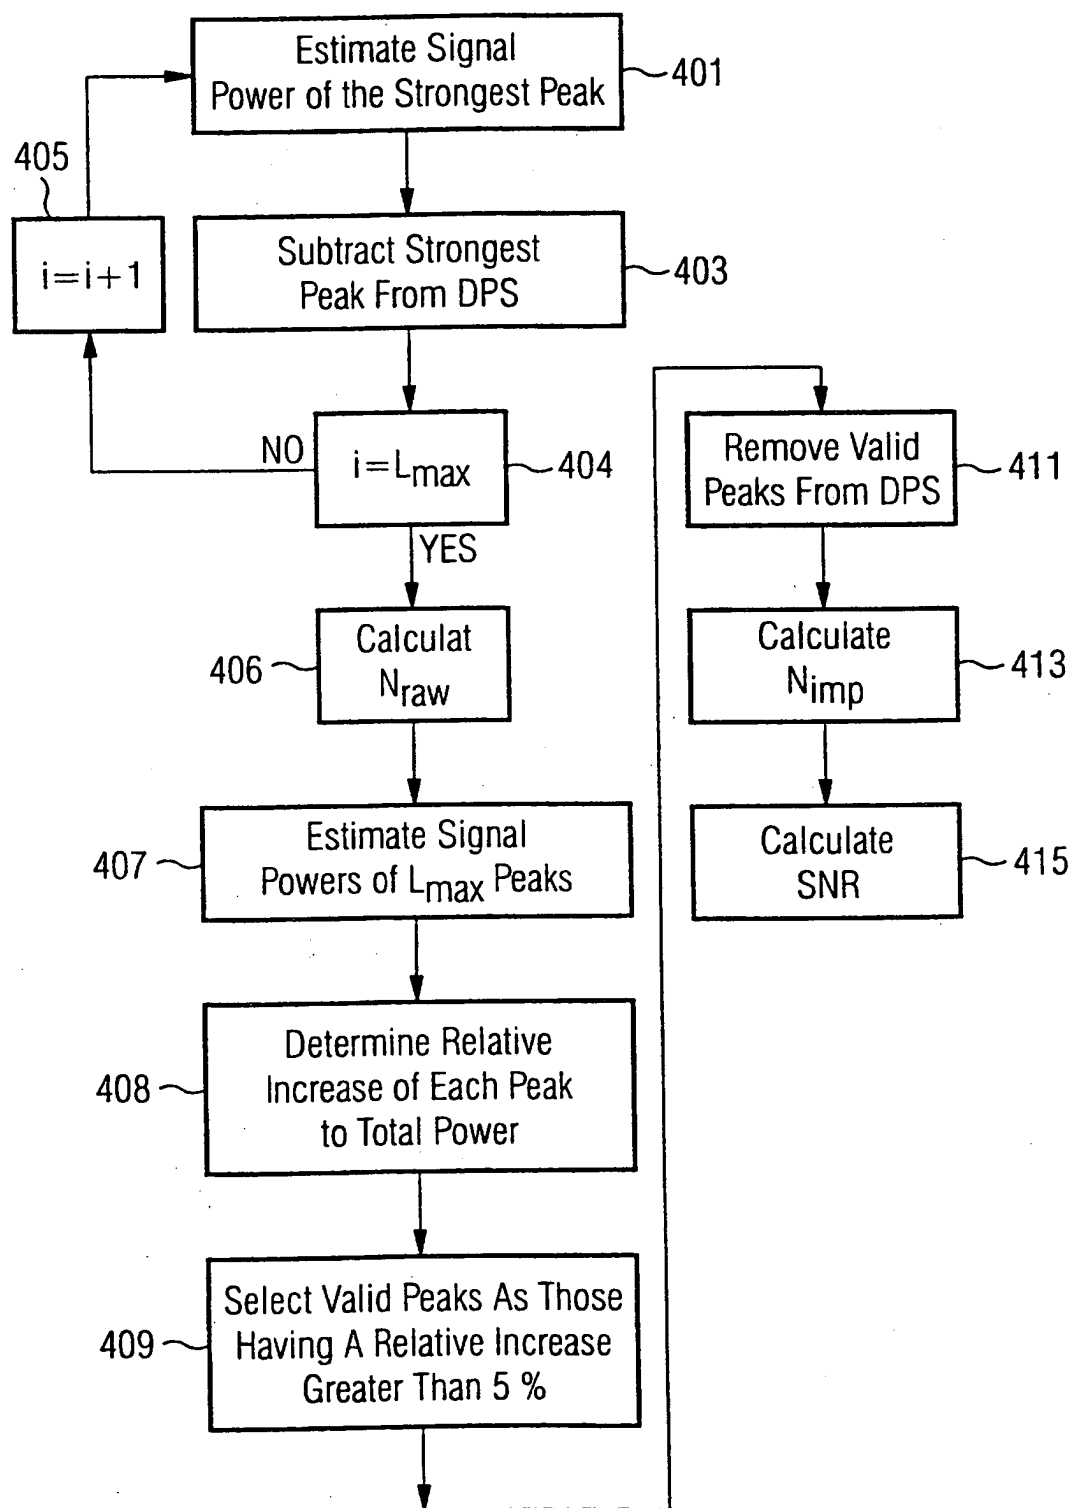 Estimate Signal
Power of the Strongest Peak
401
405
i=i+1
Subtract Strongest
Peak From DPS
403
NO
i=Lmax
404
YES
Calculat
Nraw
406
Estimate Signal
Powers of Lmax Peaks
407
Determine Relative
Increase of Each Peak
to Total Power
408
Select Valid Peaks As Those
Having A Relative Increase
Greater Than 5 %
409
Remove Valid
Peaks From DPS
411
Calculate
Nimp
413
Calculate
SNR
415